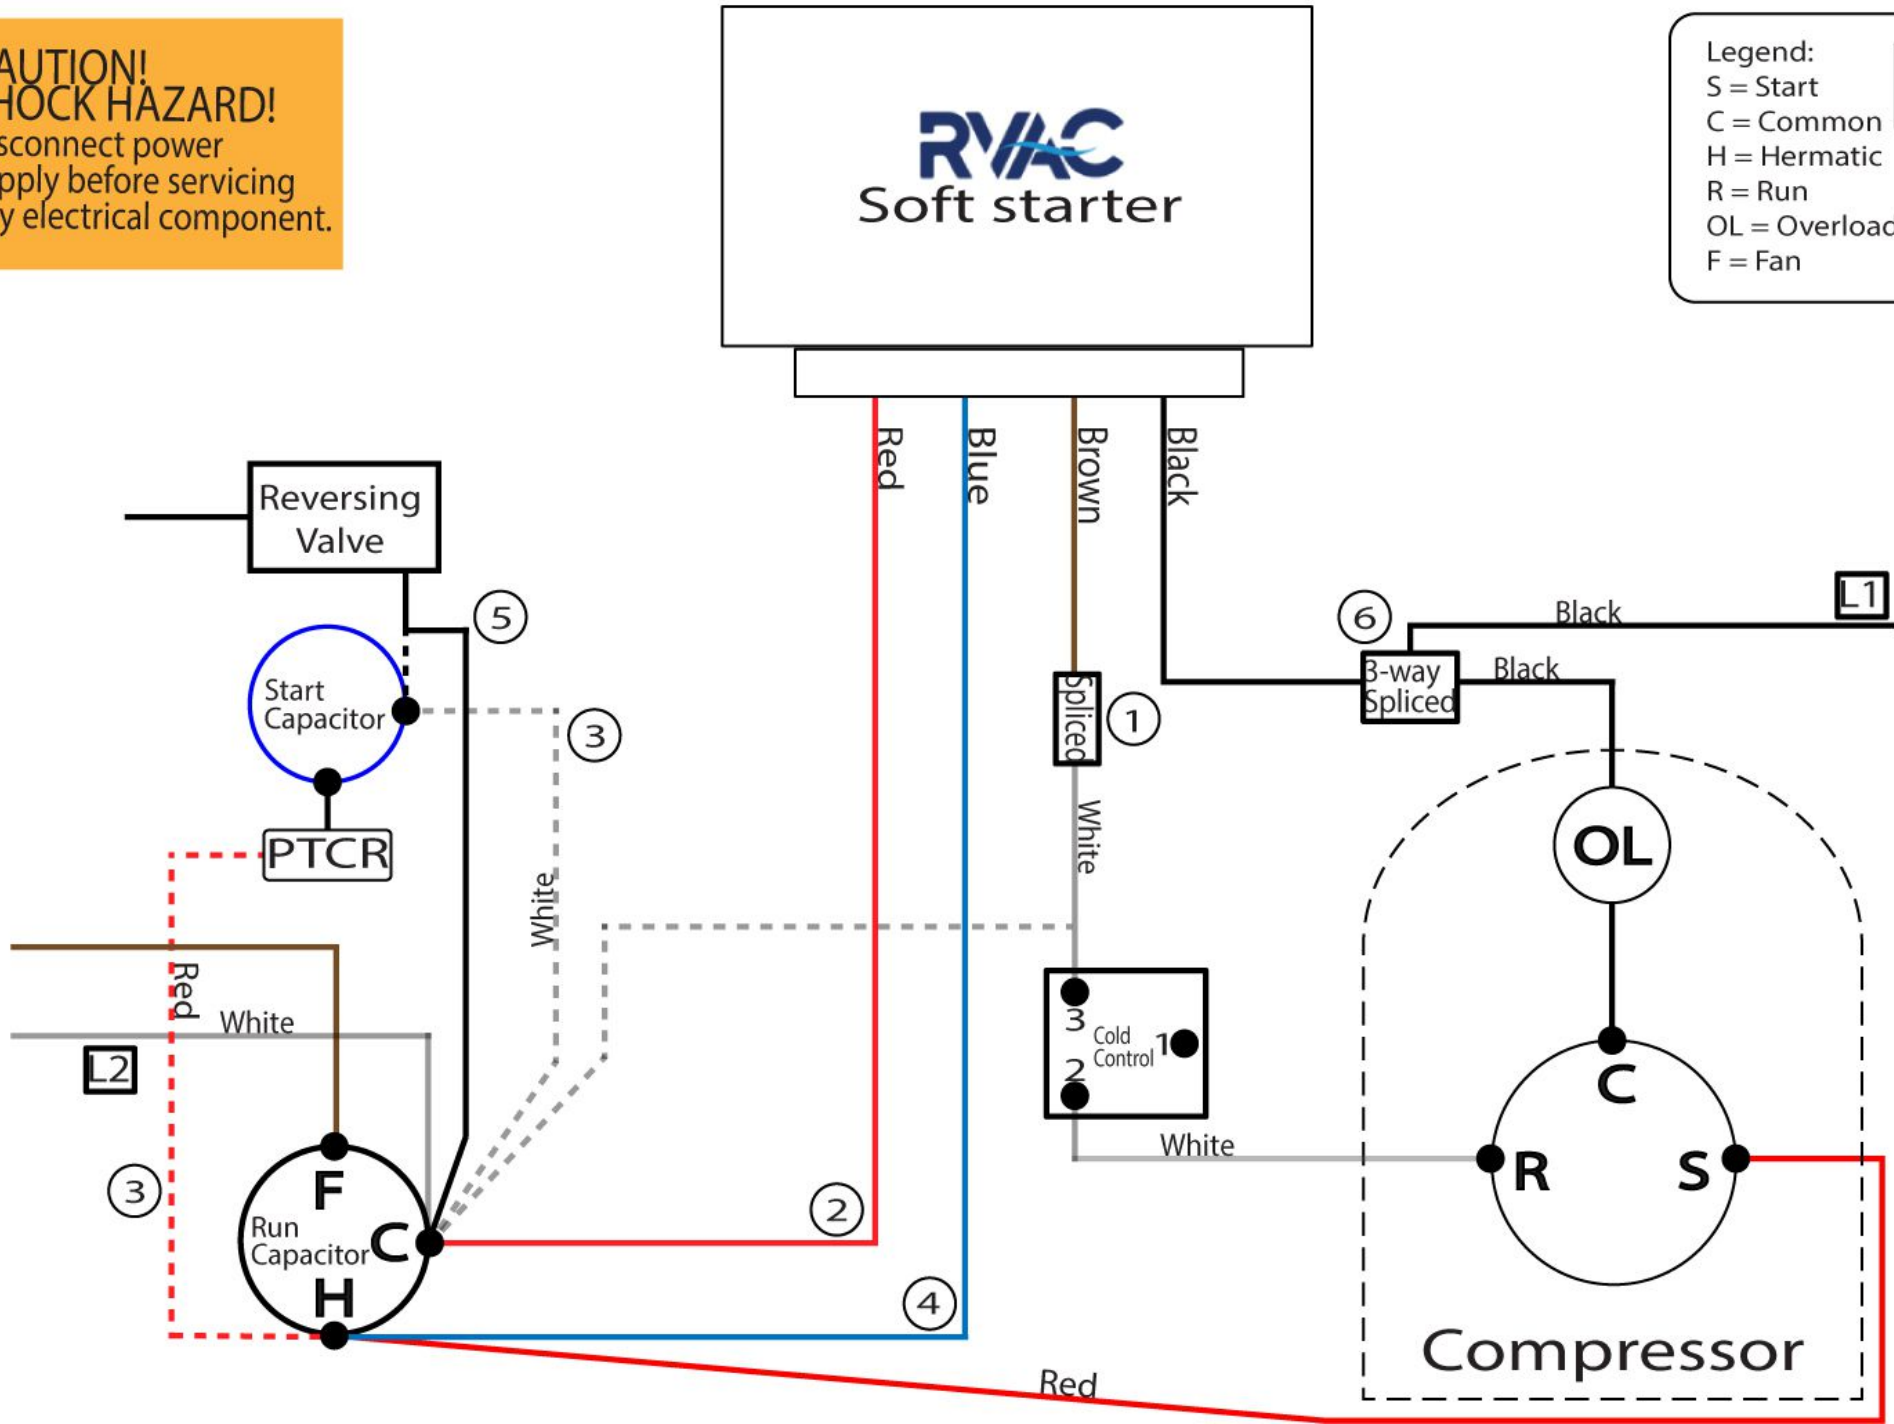 AUTION!
HOCK HAZARD!
sconnect power
pply before servicing
y electrical component.
RVAC
Soft starter
Legend:
S = Start
C = Common
H = Hermatic
R = Run
OL = Overload
F = Fan
Red
Blue
Brown
Black
Reversing
Valve
5
Start
Capacitor
3
PTCR
White
Red
White
L2
3
F
Run
Capacitor
C
H
2
4
Red
Spliced
1
White
3
Cold
Control
1
2
White
6
3-way
Spliced
Black
L1
Black
OL
C
R
S
Compressor